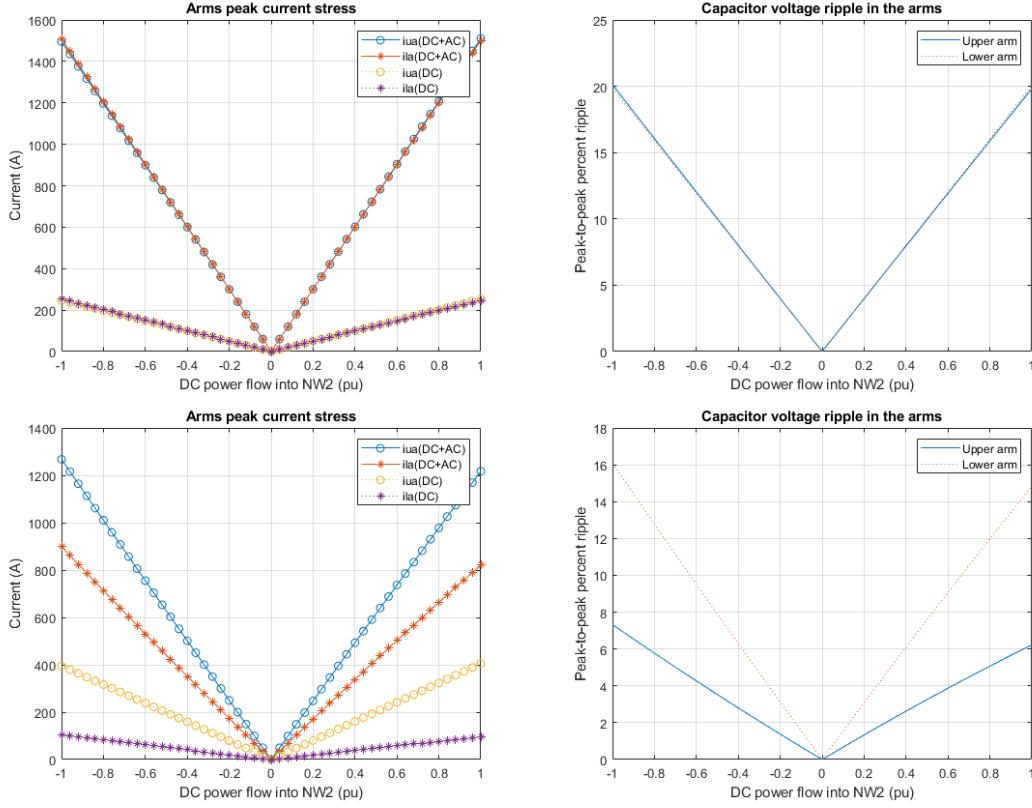 Arms peak current stress
1600
1400
1200
1000
800
600
400
200
0
Current (A)
iua(DC+AC)
ila(DC+AC)
iua(DC)
ila(DC)
-1 -0.8 -0.6 -0.4 -0.2 0 0.2 0.4 0.6 0.8 1
DC power flow into NW2 (pu)
Capacitor voltage ripple in the arms
25
20
15
10
5
0
Peak-to-peak percent ripple
Upper arm
Lower arm
-1 -0.8 -0.6 -0.4 -0.2 0 0.2 0.4 0.6 0.8 1
DC power flow into NW2 (pu)
Arms peak current stress
1400
1200
1000
800
600
400
200
0
Current (A)
iua(DC+AC)
ila(DC+AC)
iua(DC)
ila(DC)
-1 -0.8 -0.6 -0.4 -0.2 0 0.2 0.4 0.6 0.8 1
DC power flow into NW2 (pu)
Capacitor voltage ripple in the arms
18
16
14
12
10
8
6
4
2
0
Peak-to-peak percent ripple
Upper arm
Lower arm
-1 -0.8 -0.6 -0.4 -0.2 0 0.2 0.4 0.6 0.8 1
DC power flow into NW2 (pu)